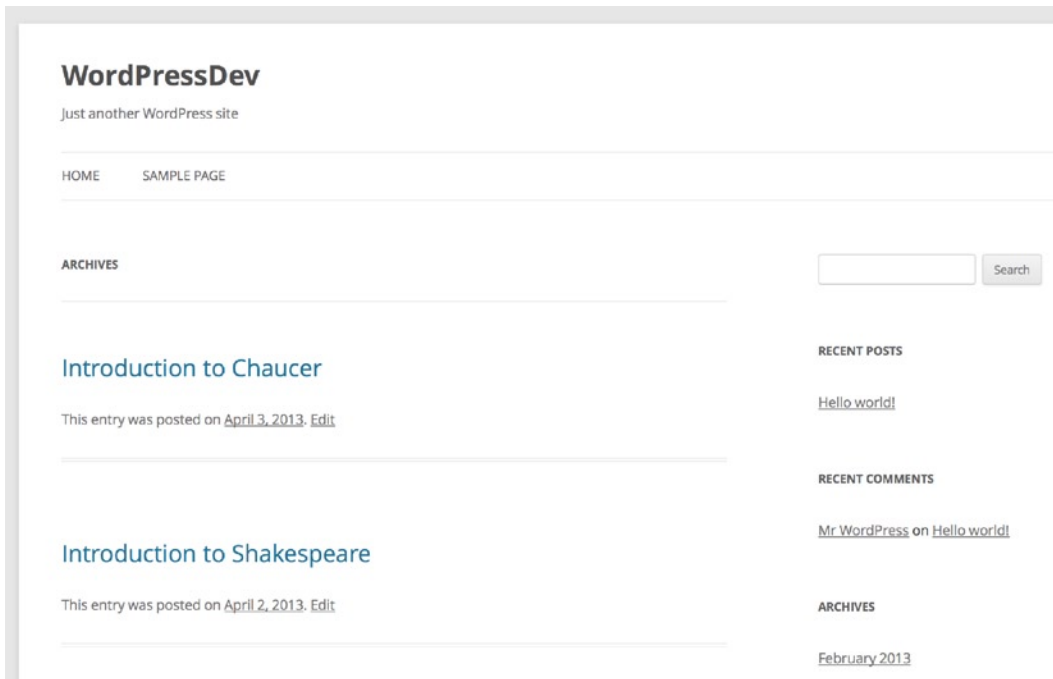 WordPressDev
Just another WordPress site
HOME SAMPLE PAGE
ARCHIVES
Introduction to Chaucer
This entry was posted on April 3, 2013. Edit
Introduction to Shakespeare
This entry was posted on April 2, 2013. Edit
Search
RECENT POSTS
Hello world!
RECENT COMMENTS
Mr WordPress on Hello world!
ARCHIVES
February 2013